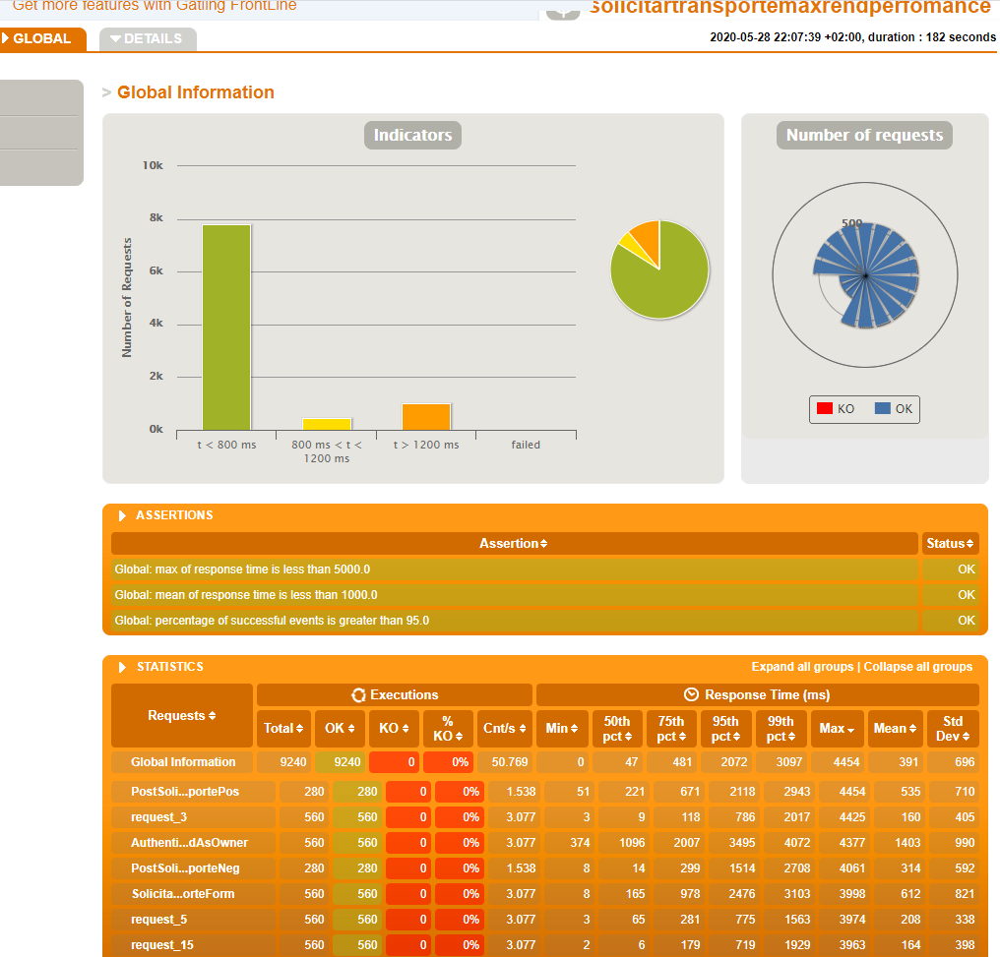 Get more features with Gatling FrontLine
solicitartransportemaxrendperfomance
GLOBAL
DETAILS
2020-05-28 22:07:39 +02:00, duration : 182 seconds
> Global Information
Indicators
Number of Requests
10k
8k
6k
4k
2k
0k
t < 800 ms
800 ms < t <
1200 ms
t > 1200 ms
failed
Number of requests
500
KO OK
ASSERTIONS
Assertion Status
Global: max of response time is less than 5000.0 OK
Global: mean of response time is less than 1000.0 OK
Global: percentage of successful events is greater than 95.0 OK
STATISTICS Expand all groups | Collapse all groups
Requests Executions Response Time (ms)
Total OK KO % KO Cnt/s Min 50th pct 75th pct 95th pct 99th pct Max Mean Std Dev
Global Information 9240 9240 0 0% 50.769 0 47 481 2072 3097 4454 391 696
PostSoli...portePos 280 280 0 0% 1.538 51 221 671 2118 2943 4454 535 710
request_3 560 560 0 0% 3.077 3 9 118 786 2017 4425 160 405
Authenti...dAsOwner 560 560 0 0% 3.077 374 1096 2007 3495 4072 4377 1403 990
PostSoli...porteNeg 280 280 0 0% 1.538 8 14 299 1514 2708 4061 314 592
Solicita...orteForm 560 560 0 0% 3.077 8 165 978 2476 3103 3998 612 821
request_5 560 560 0 0% 3.077 3 65 281 775 1563 3974 208 338
request_15 560 560 0 0% 3.077 2 6 179 719 1929 3963 164 398